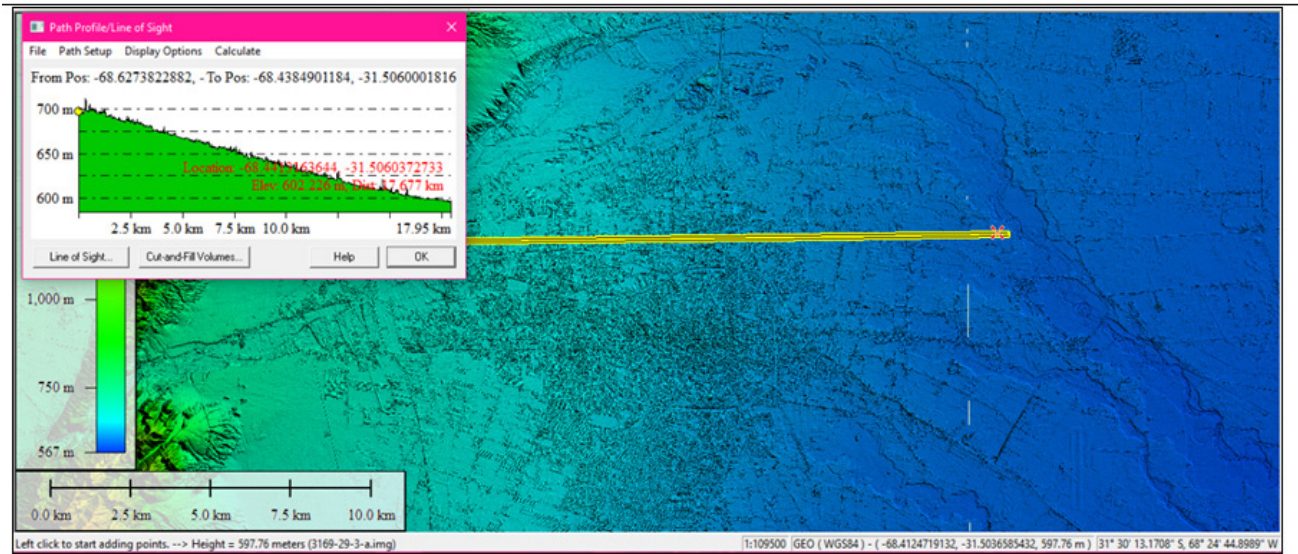 Path Profile/Line of Sight
File Path Setup Display Options Calculate
From Pos: -68.6273822882, - To Pos: -68.4384901184, -31.5060001816
700 m
650 m
600 m
Location: -68.4413163644, -31.5060372733
Elev: 602.226 m, Dist: 17.677 km
2.5 km 5.0 km 7.5 km 10.0 km 17.95 km
Line of Sight... Cut-and-Fill Volumes... Help OK
1,000 m
750 m
567 m
0.0 km 2.5 km 5.0 km 7.5 km 10.0 km
Left click to start adding points. --> Height = 597.76 meters (3169-29-3-a.img)
1:109500 GEO ( WGS84 ) - ( -68.4124719132, -31.5036585432, 597.76 m ) 31° 30' 13.1708" S, 68° 24' 44.8989" W